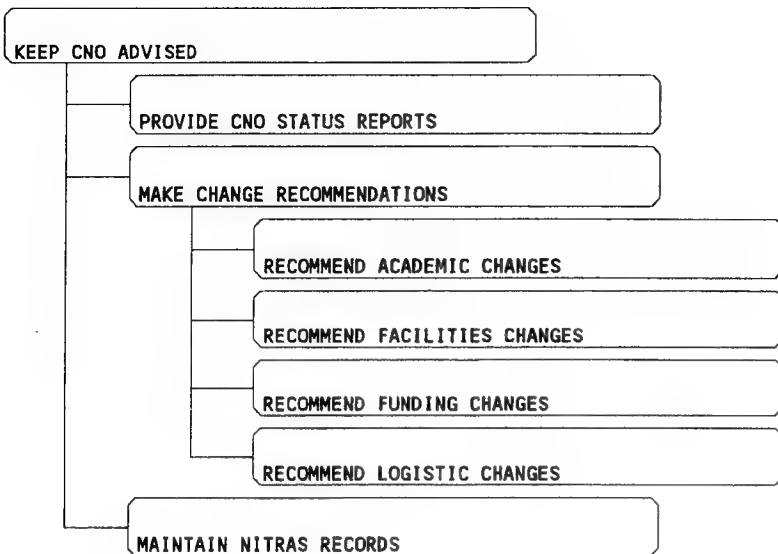 KEEP CNO ADVISED
PROVIDE CNO STATUS REPORTS
MAKE CHANGE RECOMMENDATIONS
RECOMMEND ACADEMIC CHANGES
RECOMMEND FACILITIES CHANGES
RECOMMEND FUNDING CHANGES
RECOMMEND LOGISTIC CHANGES
MAINTAIN NITRAS RECORDS